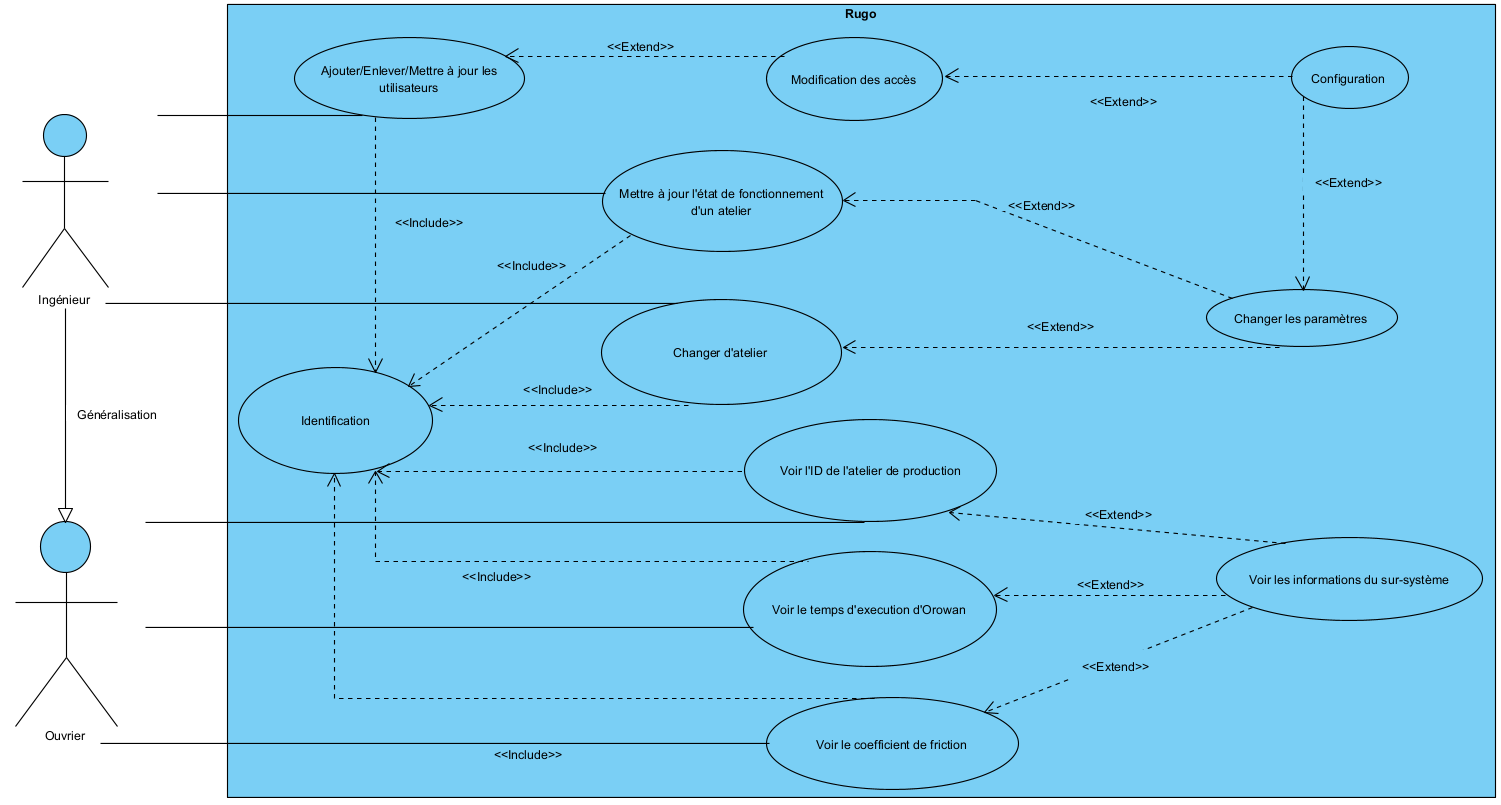 Rugo
<<Extend>>
Ajouter/Enlever/Mettre à jour les
utilisateurs
Modification des accès
Configuration
<<Extend>>
<<Extend>>
Mettre à jour l'état de fonctionnement
d'un atelier
<<Extend>>
<<Include>>
<<Include>>
Ingénieur
Changer les paramètres
<<Extend>>
Changer d'atelier
<<Include>>
Généralisation
Identification
<<Include>>
Voir l'ID de l'atelier de production
<<Extend>>
<<Include>>
Voir les informations du sur-système
<<Extend>>
Voir le temps d'execution d'Orowan
<<Extend>>
Ouvrier
Voir le coefficient de friction
<<Include>>